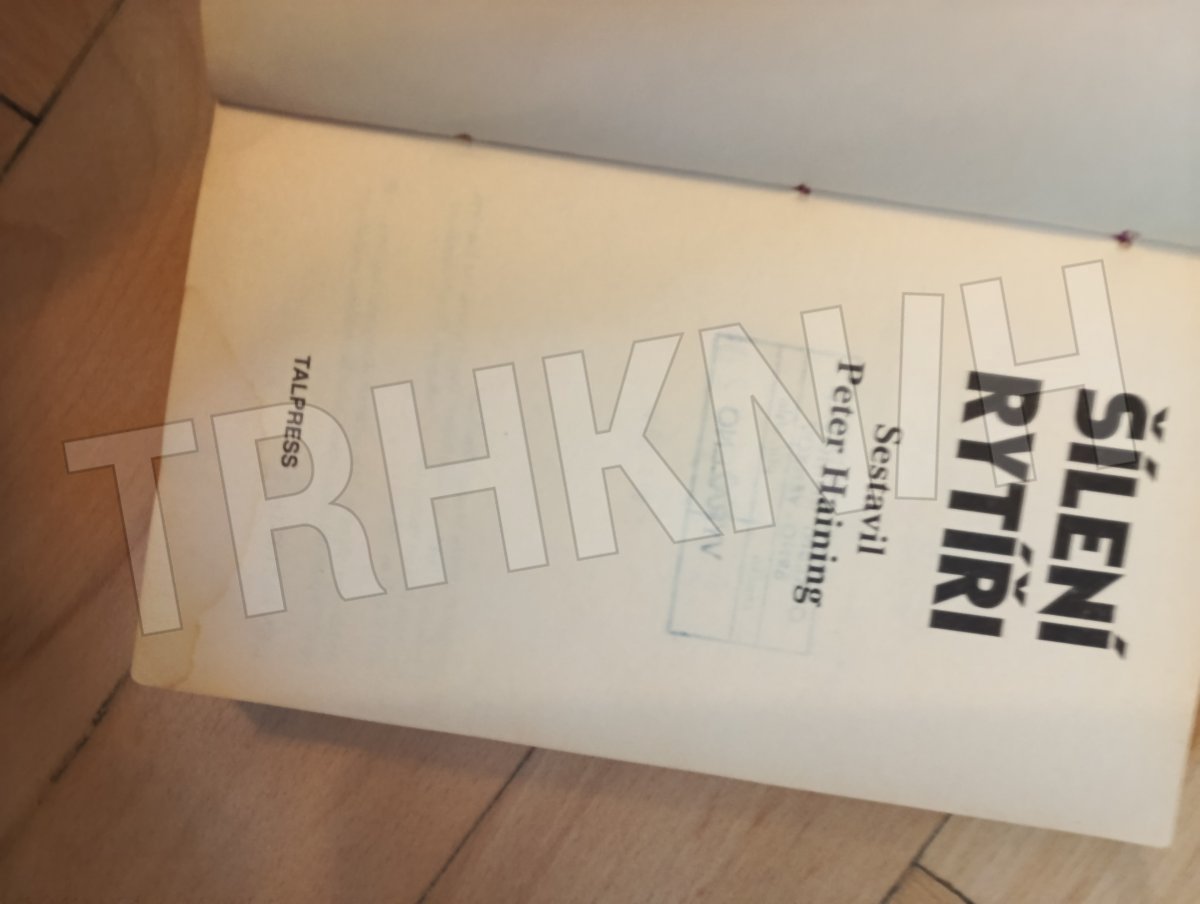 ŠÍLENÍ
RYTÍŘI
Sestavil
Peter Haining
TALPRESS
TRHKNIH